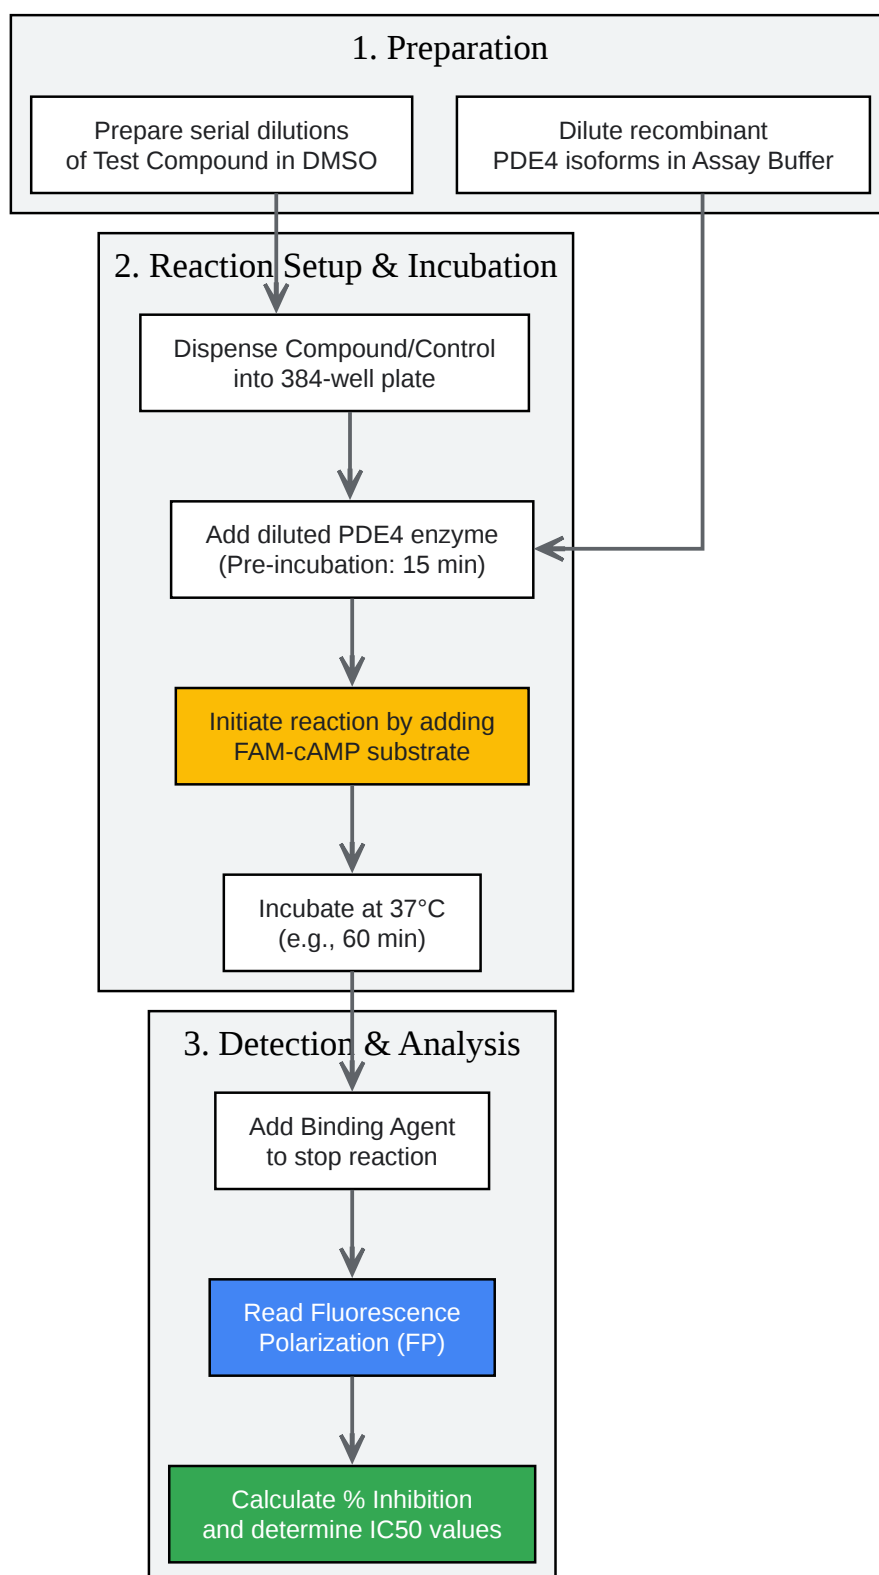 1. Preparation
Prepare serial dilutions
of Test Compound in DMSO
Dilute recombinant
PDE4 isoforms in Assay Buffer
2. Reaction Setup & Incubation
Dispense Compound/Control
into 384-well plate
Add diluted PDE4 enzyme
(Pre-incubation: 15 min)
Initiate reaction by adding
FAM-cAMP substrate
Incubate at 37°C
(e.g., 60 min)
3. Detection & Analysis
Add Binding Agent
to stop reaction
Read Fluorescence
Polarization (FP)
Calculate % Inhibition
and determine IC50 values